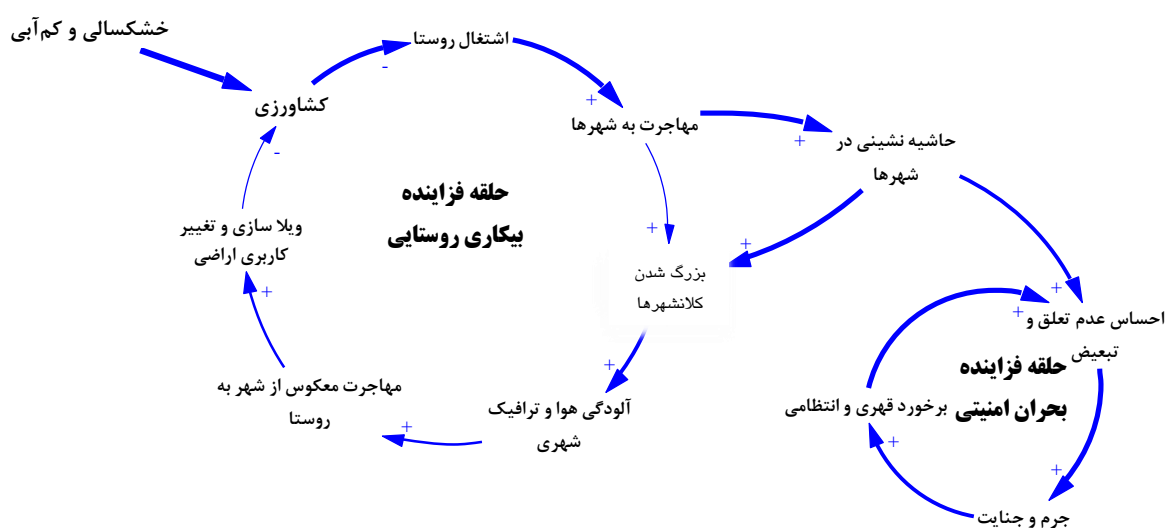 خشکسالی و کم‌آبی
اشتغال روستا
-
کشاورزی
+
مهاجرت به شهرها
+
حاشیه نشینی در
شهرها
-
حلقه فزاینده
بیکاری روستایی
ویلا سازی و تغییر
کاربری اراضی
+
+
بزرگ شدن
کلانشهرها
+
+
+
احساس عدم تعلق و
تبعیض
+
مهاجرت معکوس از شهر به
روستا
+
آلودگی هوا و ترافیک
شهری
+
حلقه فزاینده
بحران امنیتی
برخورد قهری و انتظامی
+
+
جرم و جنایت